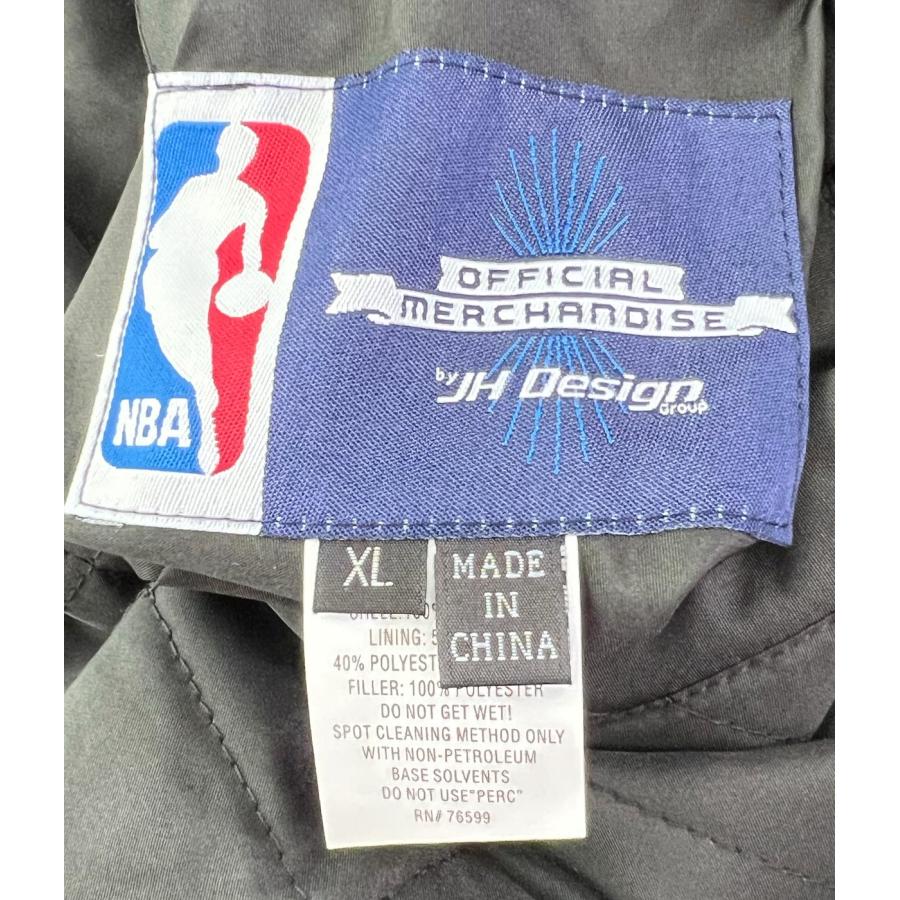 NBA
OFFICIAL
MERCHANDISE
by JH Design
GROUP
XL
MADE
IN
CHINA
LINING:
40%
FILLER: 100% POLYESTER
DO NOT GET WET!
SPOT CLEANING METHOD ONLY
WITH NON-PETROLEUM
BASE SOLVENTS
DO NOT USE"PERC"
RN# 76599